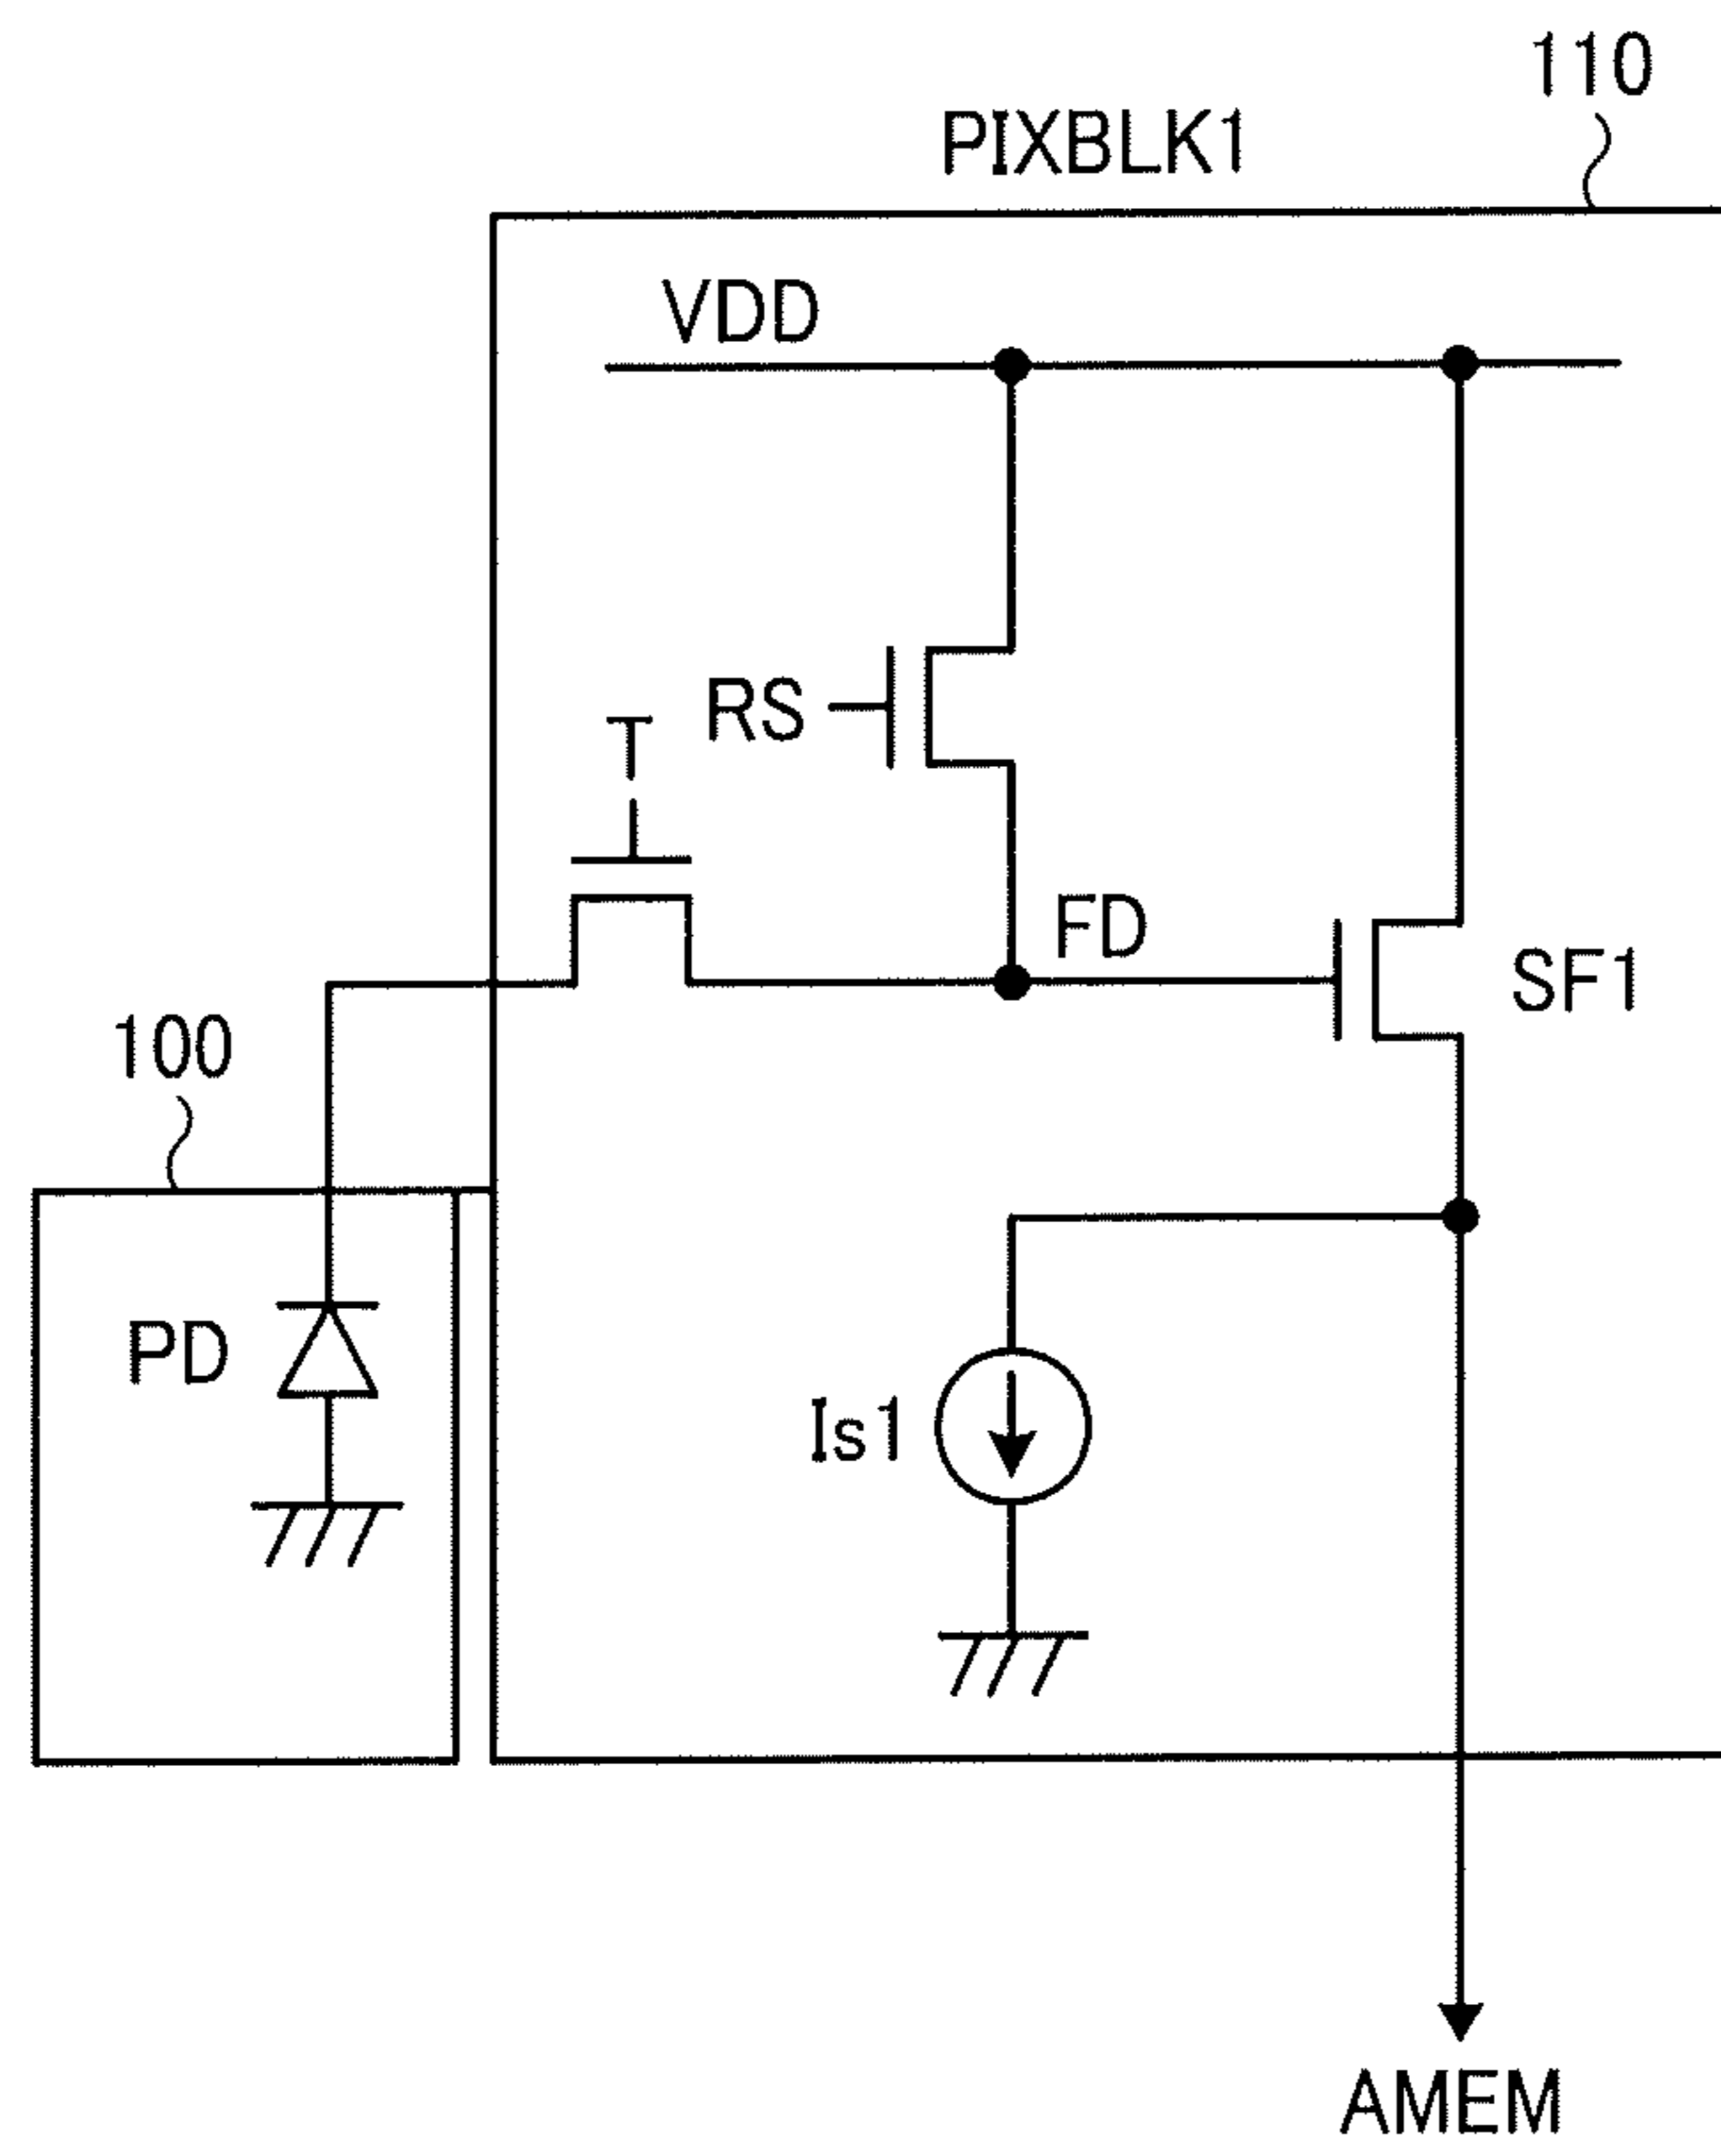 110
PIXBLK1
VDD
RS
T
FD
SF1
100
PD
Is1
AMEM